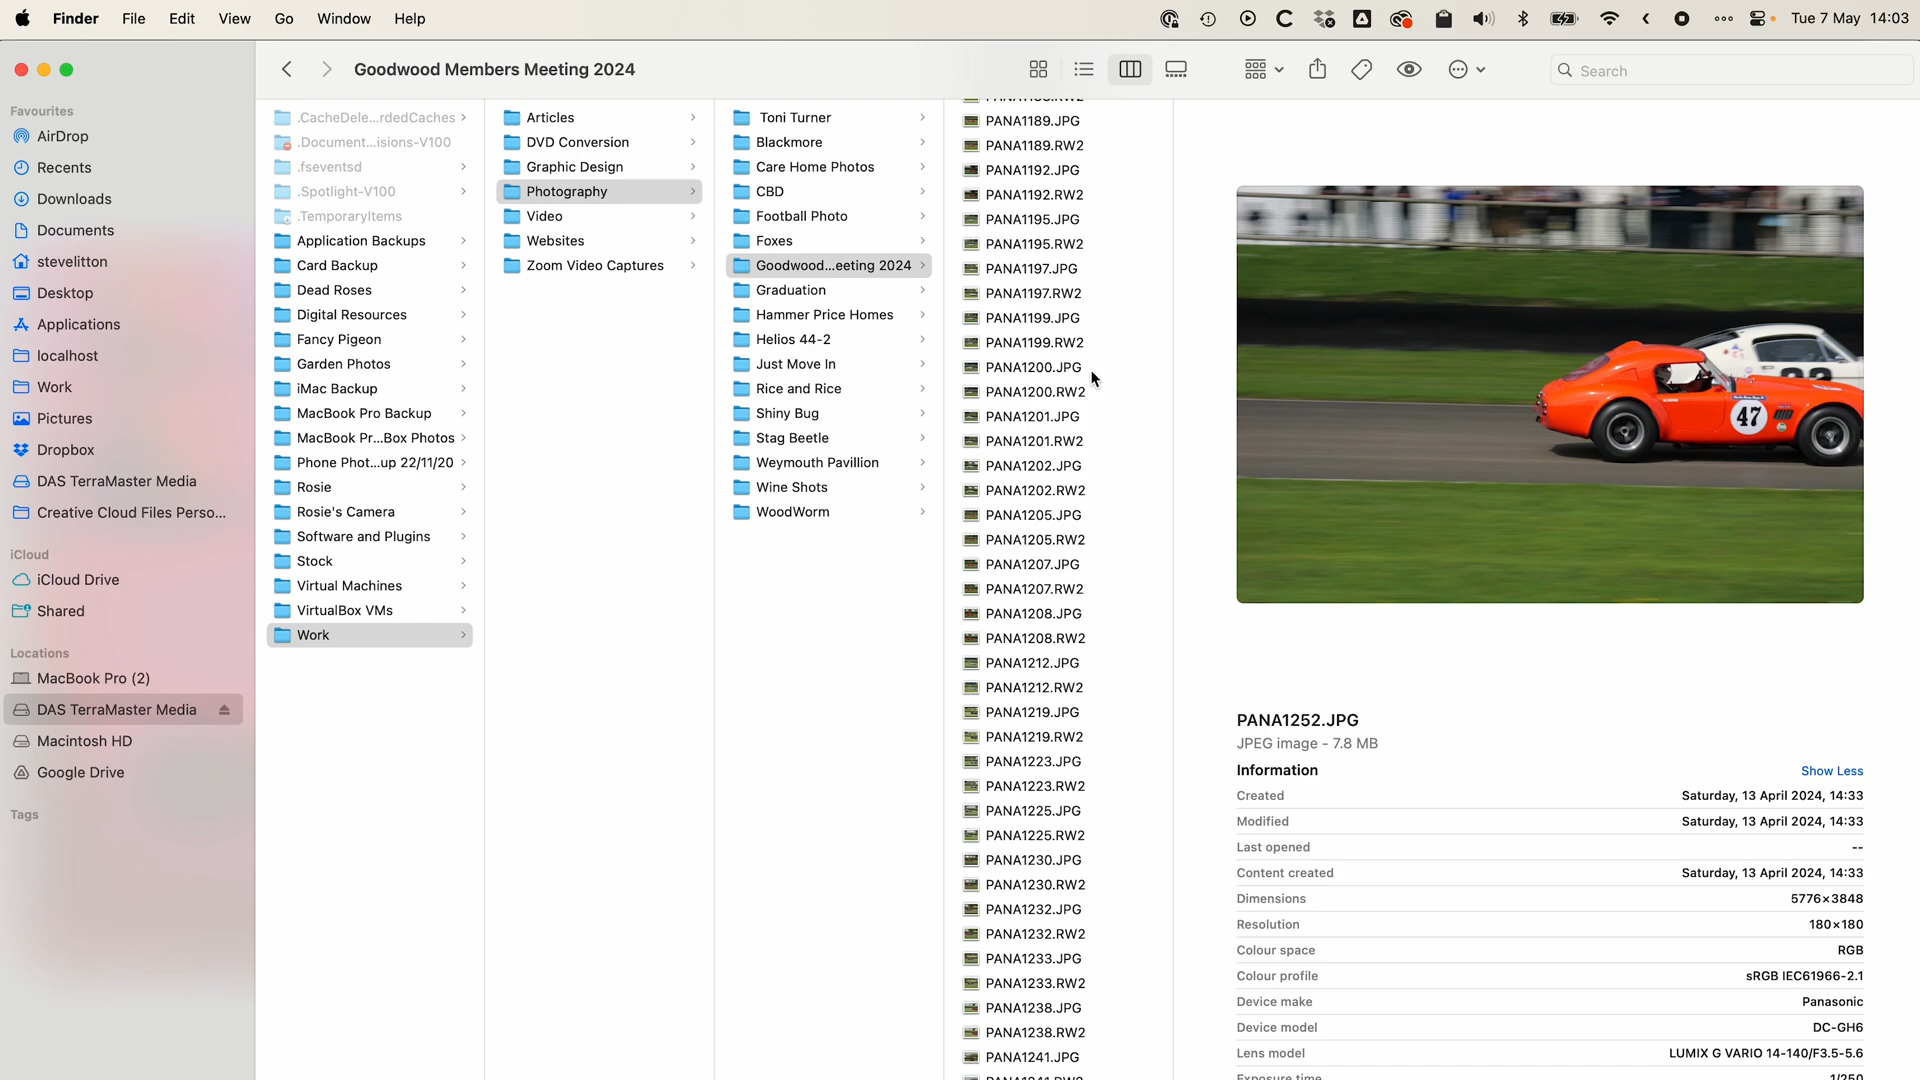 Finder File Edit View Go Window Help Tue 7 May 14:03
Goodwood Members Meeting 2024 Search
Favourites
AirDrop
Recents
Downloads
Documents
stevelitton
Desktop
Applications
localhost
Work
Pictures
Dropbox
DAS TerraMaster Media
Creative Cloud Files Perso...
iCloud
iCloud Drive
Shared
Locations
MacBook Pro (2)
DAS TerraMaster Media
Macintosh HD
Google Drive
Tags
.CacheDele...rdedCaches
.Document...isions-V100
.fseventsd
.Spotlight-V100
.TemporaryItems
Application Backups
Card Backup
Dead Roses
Digital Resources
Fancy Pigeon
Garden Photos
iMac Backup
MacBook Pro Backup
MacBook Pr...Box Photos
Phone Phot...up 22/11/20
Rosie
Rosie's Camera
Software and Plugins
Stock
Virtual Machines
VirtualBox VMs
Work
Articles
DVD Conversion
Graphic Design
Photography
Video
Websites
Zoom Video Captures
Toni Turner
Blackmore
Care Home Photos
CBD
Football Photo
Foxes
Goodwood...eeting 2024
Graduation
Hammer Price Homes
Helios 44-2
Just Move In
Rice and Rice
Shiny Bug
Stag Beetle
Weymouth Pavillion
Wine Shots
WoodWorm
PANA1189.JPG
PANA1189.RW2
PANA1192.JPG
PANA1192.RW2
PANA1195.JPG
PANA1195.RW2
PANA1197.JPG
PANA1197.RW2
PANA1199.JPG
PANA1199.RW2
PANA1200.JPG
PANA1200.RW2
PANA1201.JPG
PANA1201.RW2
PANA1202.JPG
PANA1202.RW2
PANA1205.JPG
PANA1205.RW2
PANA1207.JPG
PANA1207.RW2
PANA1208.JPG
PANA1208.RW2
PANA1212.JPG
PANA1212.RW2
PANA1219.JPG
PANA1219.RW2
PANA1223.JPG
PANA1223.RW2
PANA1225.JPG
PANA1225.RW2
PANA1230.JPG
PANA1230.RW2
PANA1232.JPG
PANA1232.RW2
PANA1233.JPG
PANA1233.RW2
PANA1238.JPG
PANA1238.RW2
PANA1241.JPG
PANA1241.RW2
47
PANA1252.JPG
JPEG image - 7.8 MB
Information Show Less
Created Saturday, 13 April 2024, 14:33
Modified Saturday, 13 April 2024, 14:33
Last opened --
Content created Saturday, 13 April 2024, 14:33
Dimensions 5776×3848
Resolution 180×180
Colour space RGB
Colour profile sRGB IEC61966-2.1
Device make Panasonic
Device model DC-GH6
Lens model LUMIX G VARIO 14-140/F3.5-5.6
Exposure time 1/250